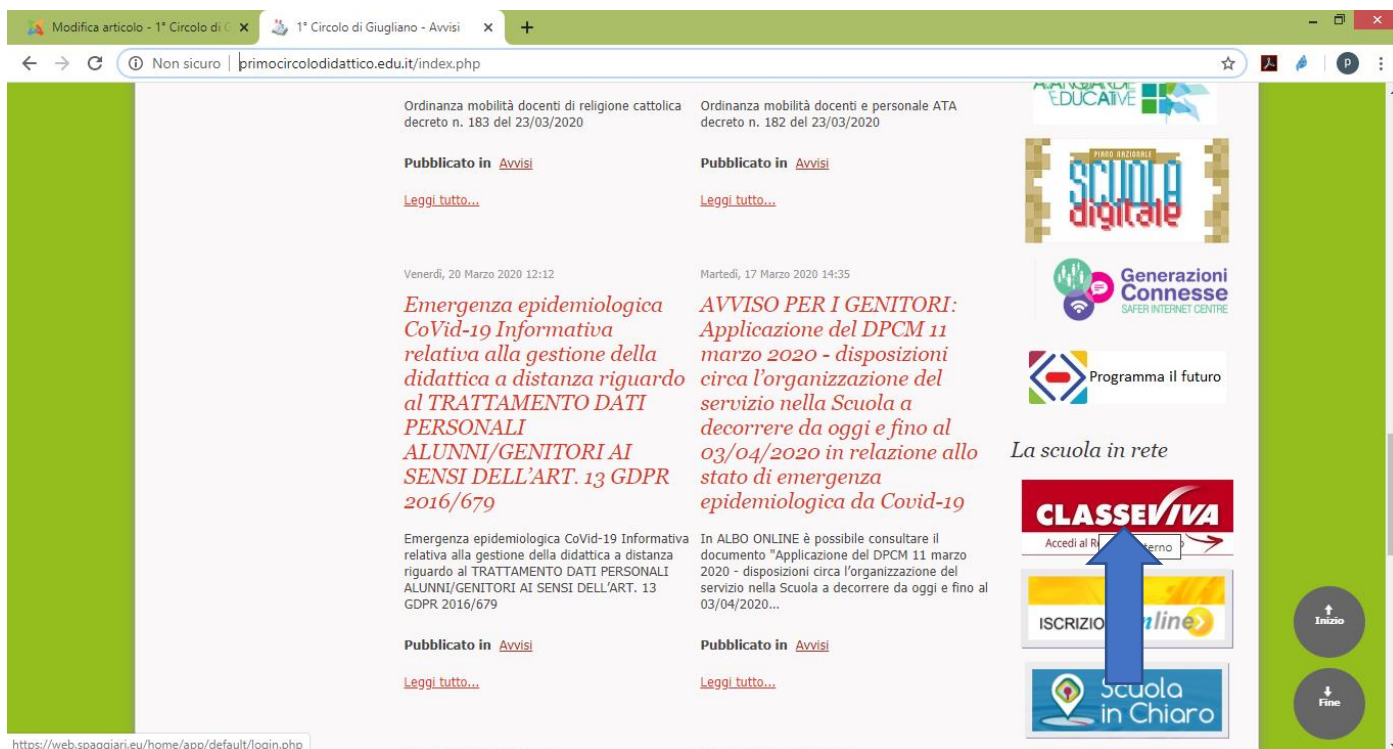 Modifica articolo - 1° Circolo di G
1° Circolo di Giugliano - Avvisi
Non sicuro | primocircolodidattico.edu.it/index.php
P
Ordinanza mobilità docenti di religione cattolica
decreto n. 183 del 23/03/2020
Pubblicato in Avvisi
Leggi tutto...
Ordinanza mobilità docenti e personale ATA
decreto n. 182 del 23/03/2020
Pubblicato in Avvisi
Leggi tutto...
Venerdì, 20 Marzo 2020 12:12
Emergenza epidemiologica
CoVid-19 Informativa
relativa alla gestione della
didattica a distanza riguardo
al TRATTAMENTO DATI
PERSONALI
ALUNNI/GENITORI AI
SENSI DELL'ART. 13 GDPR
2016/679
Emergenza epidemiologica CoVid-19 Informativa
relativa alla gestione della didattica a distanza
riguardo al TRATTAMENTO DATI PERSONALI
ALUNNI/GENITORI AI SENSI DELL'ART. 13
GDPR 2016/679
Pubblicato in Avvisi
Leggi tutto...
Martedì, 17 Marzo 2020 14:35
AVVISO PER I GENITORI:
Applicazione del DPCM 11
marzo 2020 - disposizioni
circa l'organizzazione del
servizio nella Scuola a
decorrere da oggi e fino al
03/04/2020 in relazione allo
stato di emergenza
epidemiologica da Covid-19
In ALBO ONLINE è possibile consultare il
documento "Applicazione del DPCM 11 marzo
2020 - disposizioni circa l'organizzazione del
servizio nella Scuola a decorrere da oggi e fino al
03/04/2020...
Pubblicato in Avvisi
Leggi tutto...
EDUCATIVE
PIANO NAZIONALE
SCUOLA
digitale
Generazioni
Connesse
SAFER INTERNET CENTRE
Programma il futuro
La scuola in rete
CLASSEVIVA
Accedi al
Scuola
in Chiaro
Inizio
Fine
https://web.spaggiari.eu/home/app/default/login.php